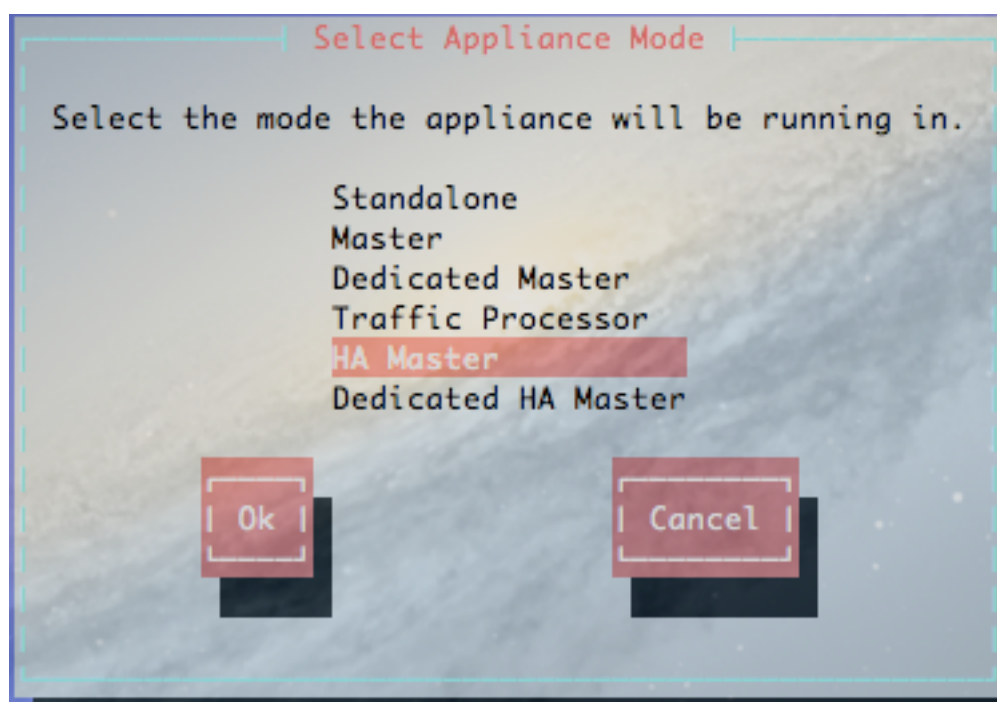 Select Appliance Mode
Select the mode the appliance will be running in.
Standalone
Master
Dedicated Master
Traffic Processor
HA Master
Dedicated HA Master
Ok Cancel